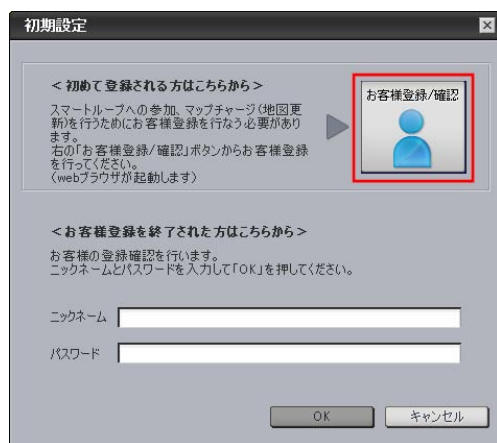 初期設定
＜初めて登録される方はこちらから＞
スマートループへの参加、マップチャージ(地図更
新)を行うためにお客様登録を行なう必要があり
ます。
右の「お客様登録/確認」ボタンからお客様登録
を行ってください。
(webブラウザが起動します)
お客様登録/確認
＜お客様登録を終了された方はこちらから＞
お客様の登録確認を行います。
ニックネームとパスワードを入力して「OK」を押してください。
ニックネーム
パスワード
OK
キャンセル